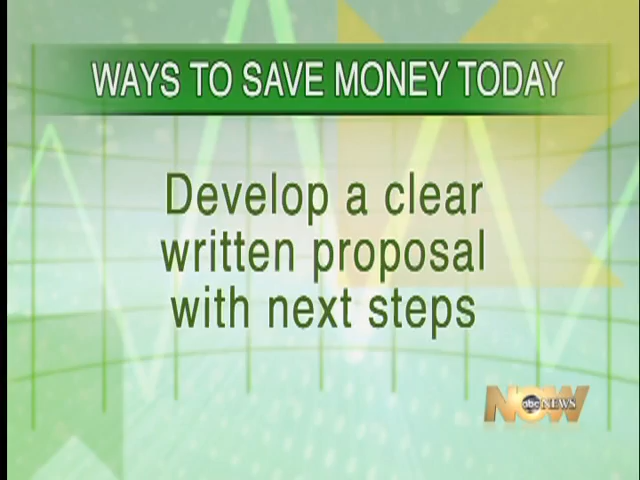 WAYS TO SAVE MONEY TODAY
Develop a clear
written proposal
with next steps
NOW
abc NEWS